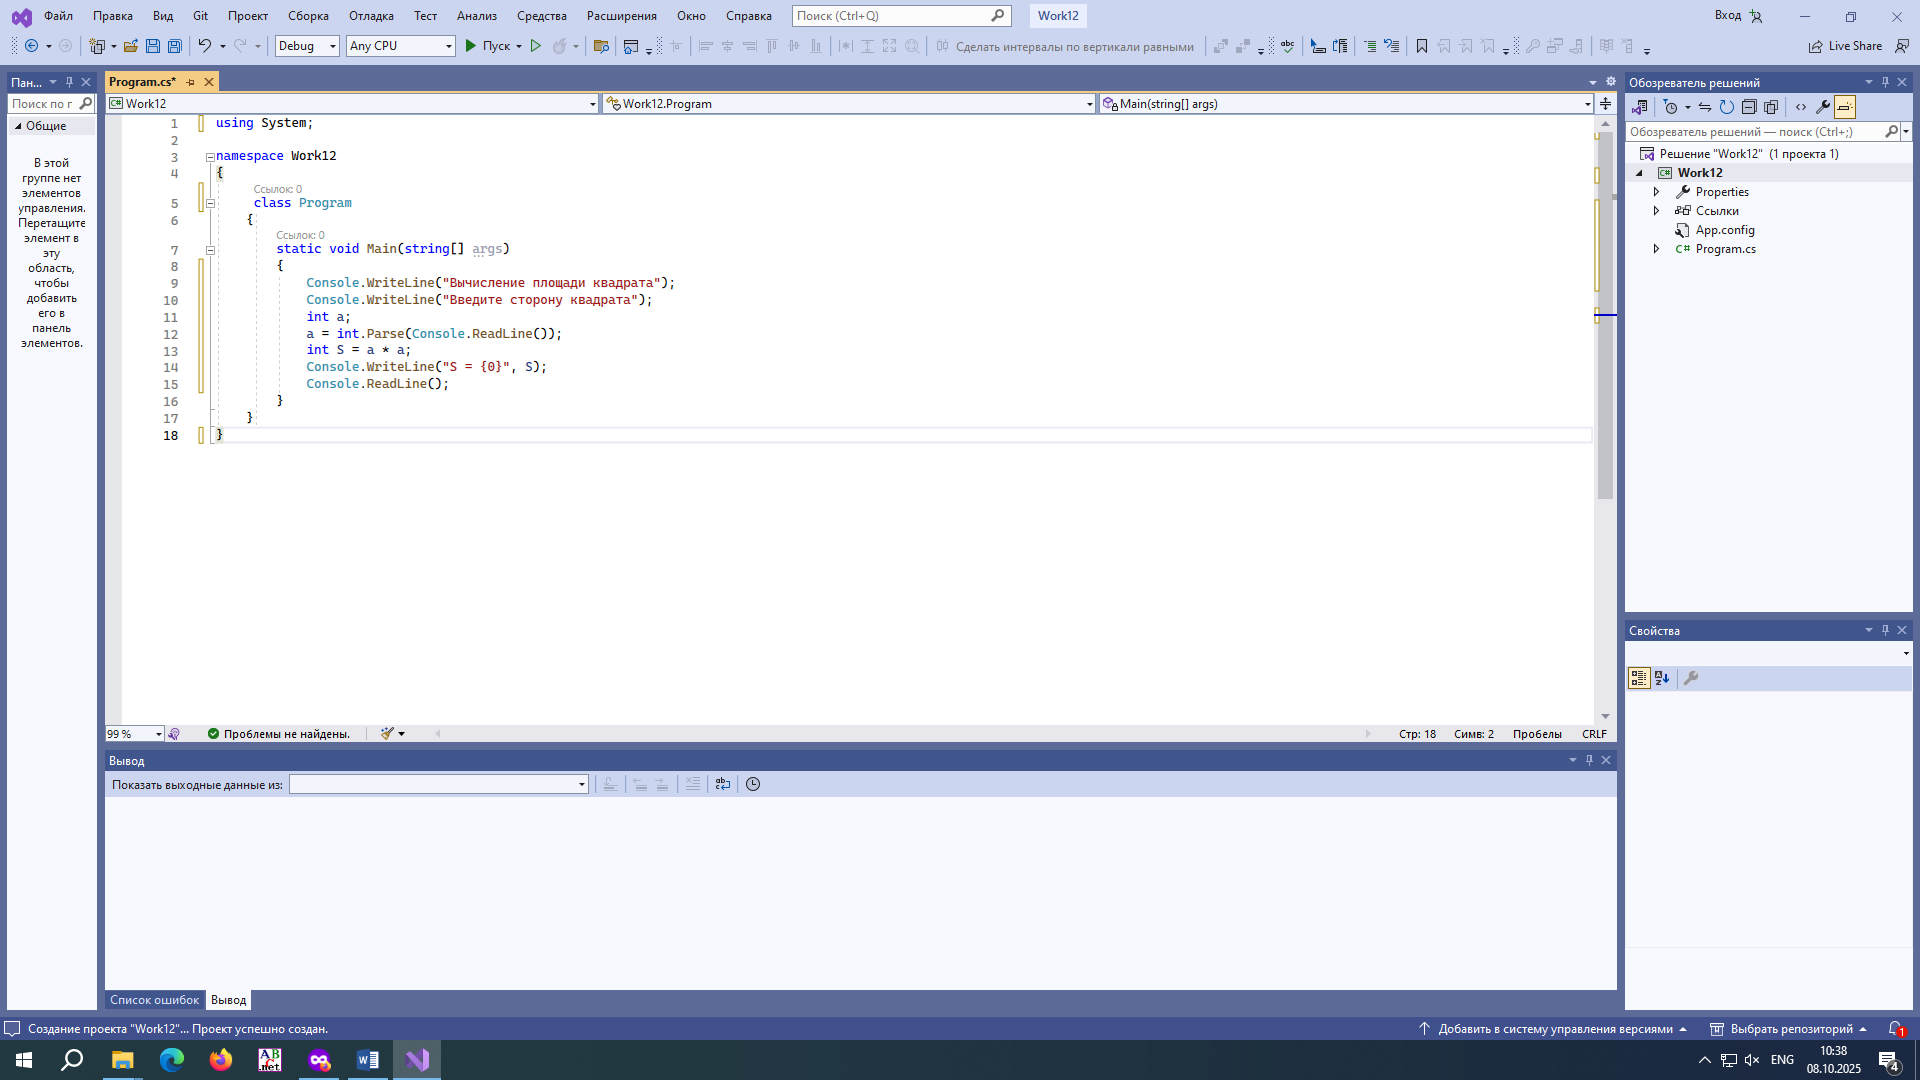 Файл Правка Вид Git Проект Сборка Отладка Тест Анализ Средства Расширения Окно Справка Поиск (Ctrl+Q) Work12 Вход
Debug Any CPU Пуск Сделать интервалы по вертикали равными abc Live Share
Пан...
Поиск по г
Общие
В этой
группе нет
элементов
управления.
Перетащите
элемент в
эту
область,
чтобы
добавить
его в
панель
элементов.
Program.cs*
Work12 Work12.Program Main(string[] args)
1 using System;
2
3 namespace Work12
4 {
Ссылок: 0
5 class Program
6 {
Ссылок: 0
7 static void Main(string[] args)
8 {
9 Console.WriteLine("Вычисление площади квадрата");
10 Console.WriteLine("Введите сторону квадрата");
11 int a;
12 a = int.Parse(Console.ReadLine());
13 int S = a * a;
14 Console.WriteLine("S = {0}", S);
15 Console.ReadLine();
16 }
17 }
18 }
99 % Проблемы не найдены. Стр: 18 Симв: 2 Пробелы CRLF
Вывод
Показать выходные данные из:
Список ошибок Вывод
Обозреватель решений
Обозреватель решений — поиск (Ctrl+;)
Решение "Work12" (1 проекта 1)
C# Work12
Properties
Ссылки
App.config
C# Program.cs
Свойства
Создание проекта "Work12"... Проект успешно создан. Добавить в систему управления версиями Выбрать репозиторий 1
AB C .net ENG 10:38
08.10.2025 4